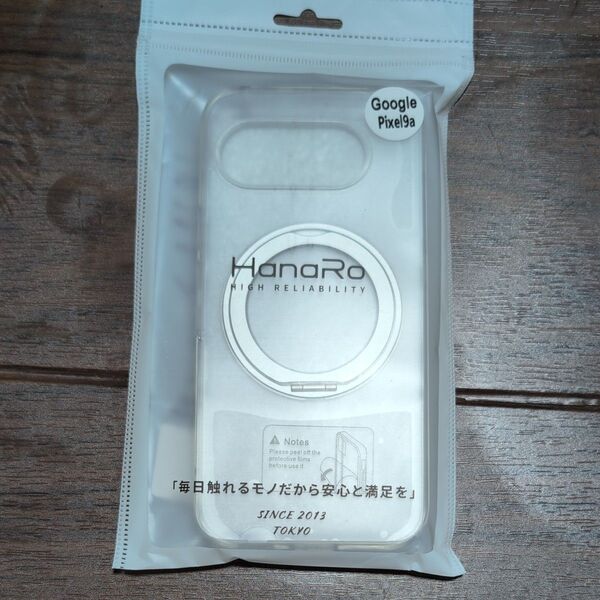 Google
Pixel9a
HanaRo
HIGH RELIABILITY
Notes
Please peel off the
protective films
before use it
「毎日触れるモノだから安心と満足を」
SINCE 2013
TOKYO